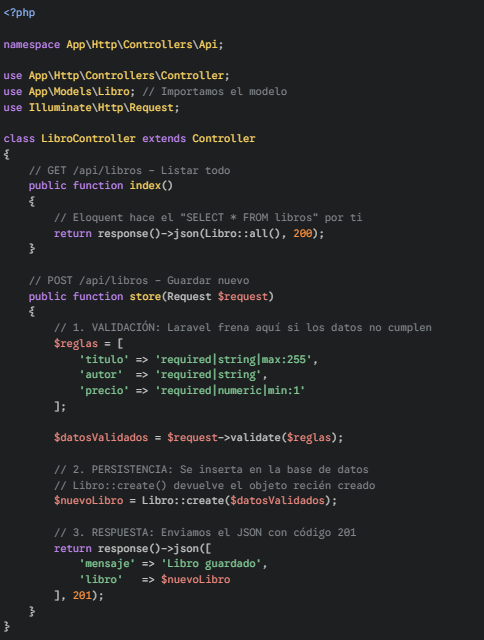 <?php
namespace App\Http\Controllers\Api;
use App\Http\Controllers\Controller;
use App\Models\Libro; // Importamos el modelo
use Illuminate\Http\Request;
class LibroController extends Controller
{
    // GET /api/libros - Listar todo
    public function index()
    {
        // Eloquent hace el "SELECT * FROM libros" por ti
        return response()->json(Libro::all(), 200);
    }
    // POST /api/libros - Guardar nuevo
    public function store(Request $request)
    {
        // 1. VALIDACIÓN: Laravel frena aquí si los datos no cumplen
        $reglas = [
            'titulo' => 'required|string|max:255',
            'autor'  => 'required|string',
            'precio' => 'required|numeric|min:1'
        ];
        $datosValidados = $request->validate($reglas);
        // 2. PERSISTENCIA: Se inserta en la base de datos
        // Libro::create() devuelve el objeto recién creado
        $nuevoLibro = Libro::create($datosValidados);
        // 3. RESPUESTA: Enviamos el JSON con código 201
        return response()->json([
            'mensaje' => 'Libro guardado',
            'libro'   => $nuevoLibro
        ], 201);
    }
}